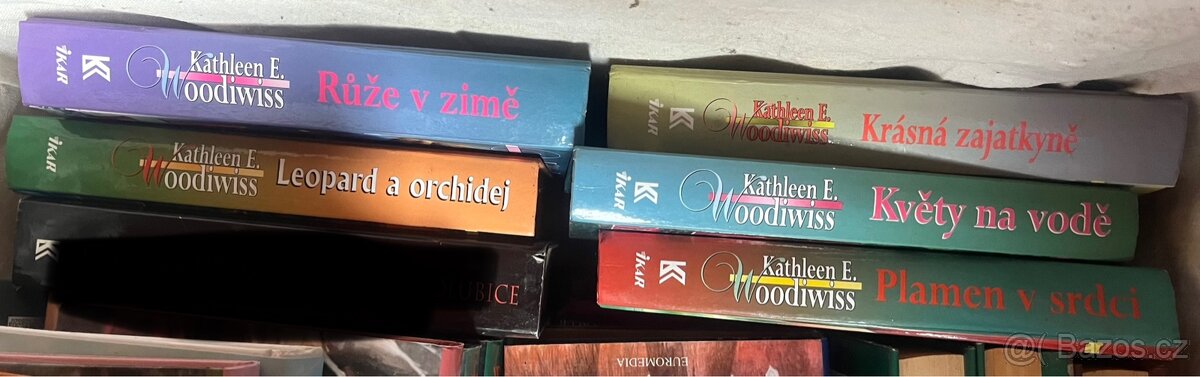 IKAR K Kathleen E.
Woodiwiss Růže v zimě
IKAR K Kathleen E.
Woodiwiss Krásná zajatkyně
IKAR Kathleen E.
Woodiwiss Leopard a orchidej
IKAR K Kathleen E.
Woodiwiss Květy na vodě
K
IKAR K Kathleen E.
Woodiwiss Plamen v srdci
EUROMEDIA
@ Bazos.cz